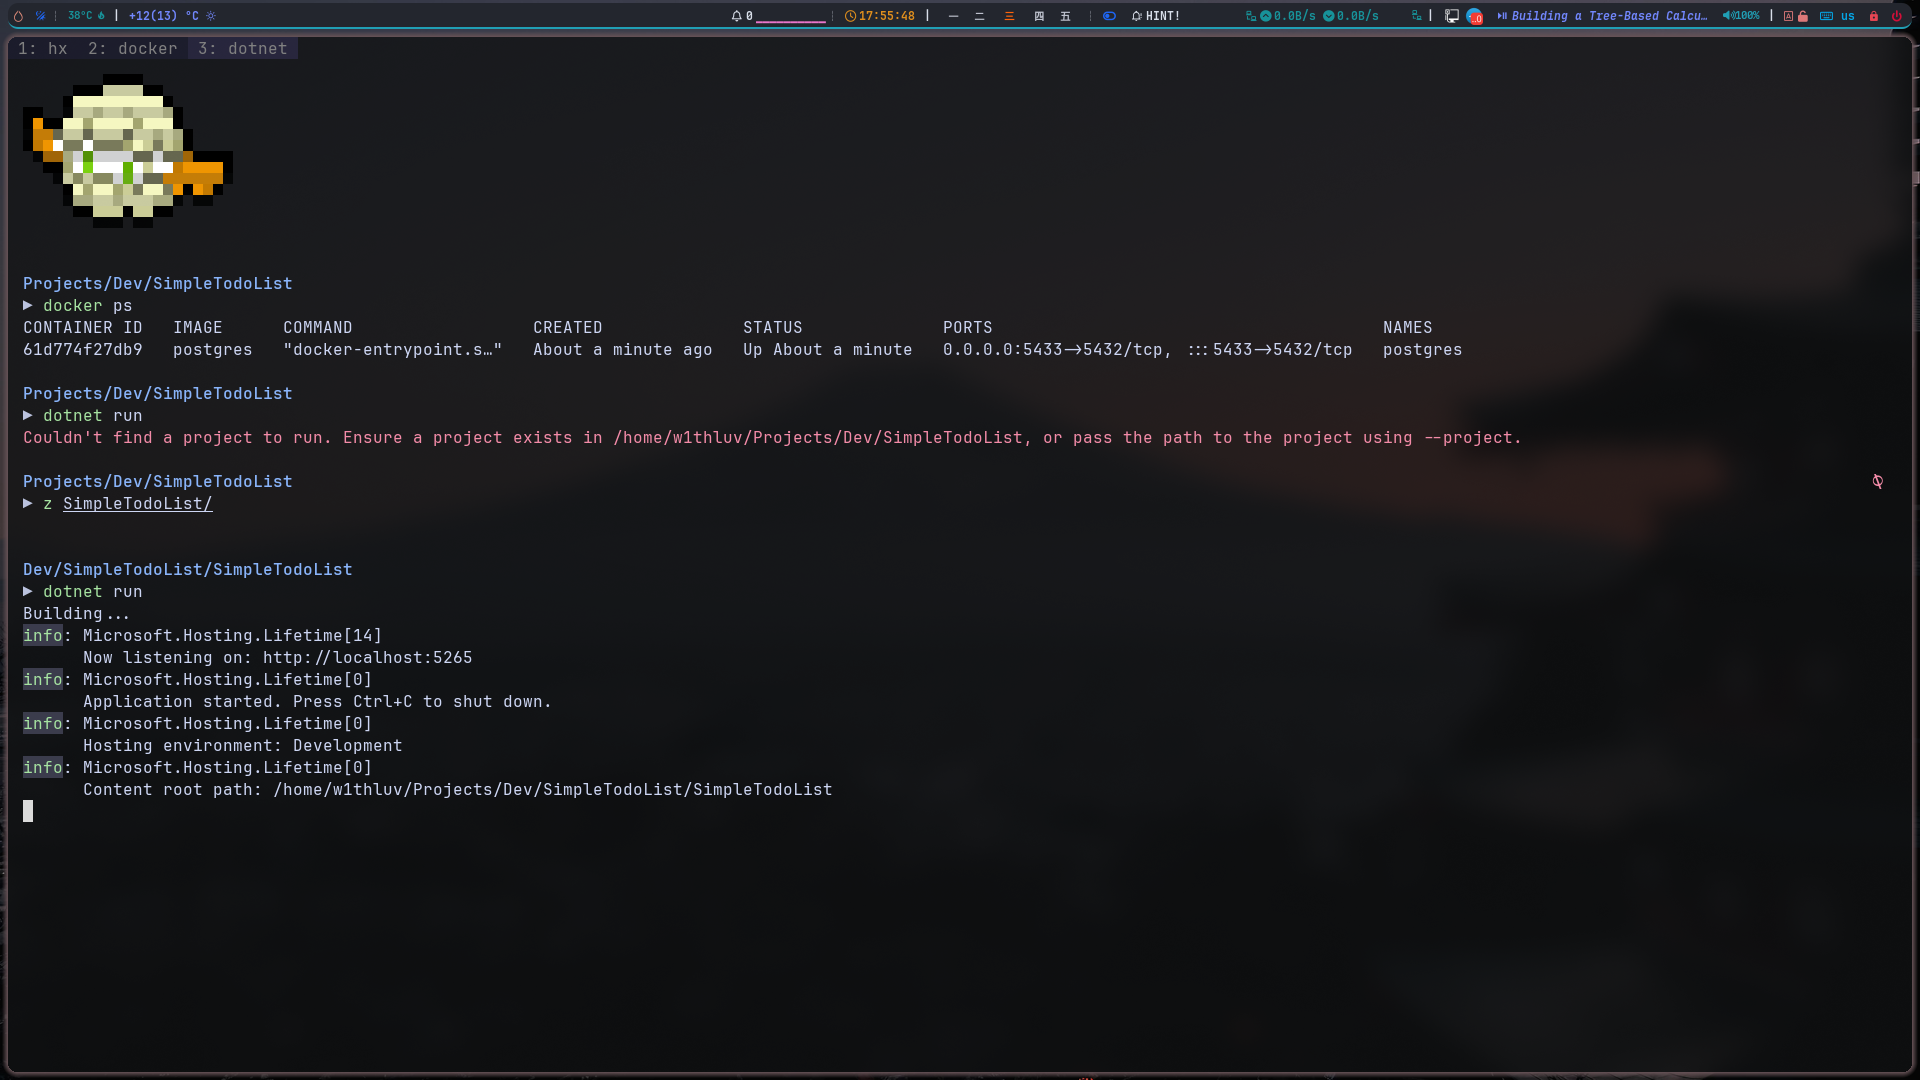 38°C | +12(13) °C
0 17:55:48 | 一 二 三 四 五 HINT!
0.0B/s 0.0B/s | Building a Tree-Based Calcu… 100% | us
1: hx 2: docker 3: dotnet
Projects/Dev/SimpleTodoList
▶ docker ps
CONTAINER ID IMAGE COMMAND CREATED STATUS PORTS NAMES
61d774f27db9 postgres "docker-entrypoint.s…" About a minute ago Up About a minute 0.0.0.0:5433->5432/tcp, :::5433->5432/tcp postgres
Projects/Dev/SimpleTodoList
▶ dotnet run
Couldn't find a project to run. Ensure a project exists in /home/w1thluv/Projects/Dev/SimpleTodoList, or pass the path to the project using --project.
Projects/Dev/SimpleTodoList
▶ z SimpleTodoList/
Dev/SimpleTodoList/SimpleTodoList
▶ dotnet run
Building...
info: Microsoft.Hosting.Lifetime[14]
Now listening on: http://localhost:5265
info: Microsoft.Hosting.Lifetime[0]
Application started. Press Ctrl+C to shut down.
info: Microsoft.Hosting.Lifetime[0]
Hosting environment: Development
info: Microsoft.Hosting.Lifetime[0]
Content root path: /home/w1thluv/Projects/Dev/SimpleTodoList/SimpleTodoList